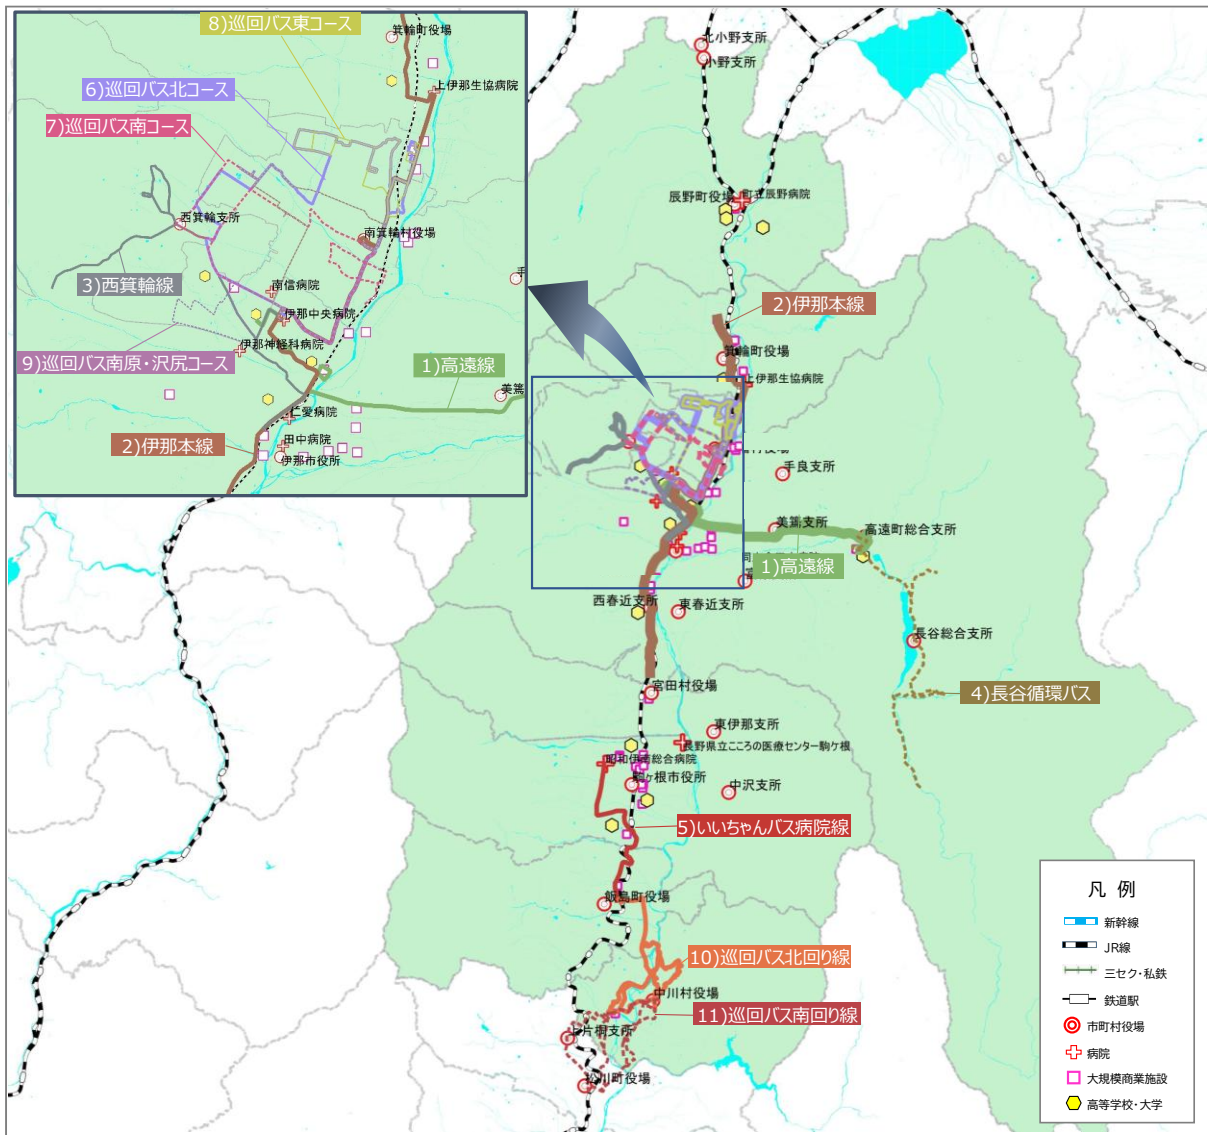 8)巡回バス東コース
箕輪町役場
6)巡回バス北コース
上伊那生協病院
7)巡回バス南コース
西箕輪支所
南箕輪村役場
3)西箕輪線
南信病院
伊那中央病院
伊那神経科病院
9)巡回バス南原・沢尻コース
1)高遠線
美篶
仁愛病院
2)伊那本線
田中病院
伊那市役所
手
北小野支所
小野支所
辰野町役場
町立辰野病院
2)伊那本線
箕輪町役場
上伊那生協病院
手良支所
美篶支所
高遠町総合支所
1)高遠線
西春近支所
東春近支所
長谷総合支所
4)長谷循環バス
宮田村役場
東伊那支所
長野県立こころの医療センター駒ケ根
昭和伊南総合病院
駒ヶ根市役所
中沢支所
5)いいちゃんバス病院線
飯島町役場
10)巡回バス北回り線
中川村役場
11)巡回バス南回り線
上片桐支所
松川町役場
凡 例
新幹線
JR線
三セク・私鉄
鉄道駅
市町村役場
病院
大規模商業施設
高等学校・大学